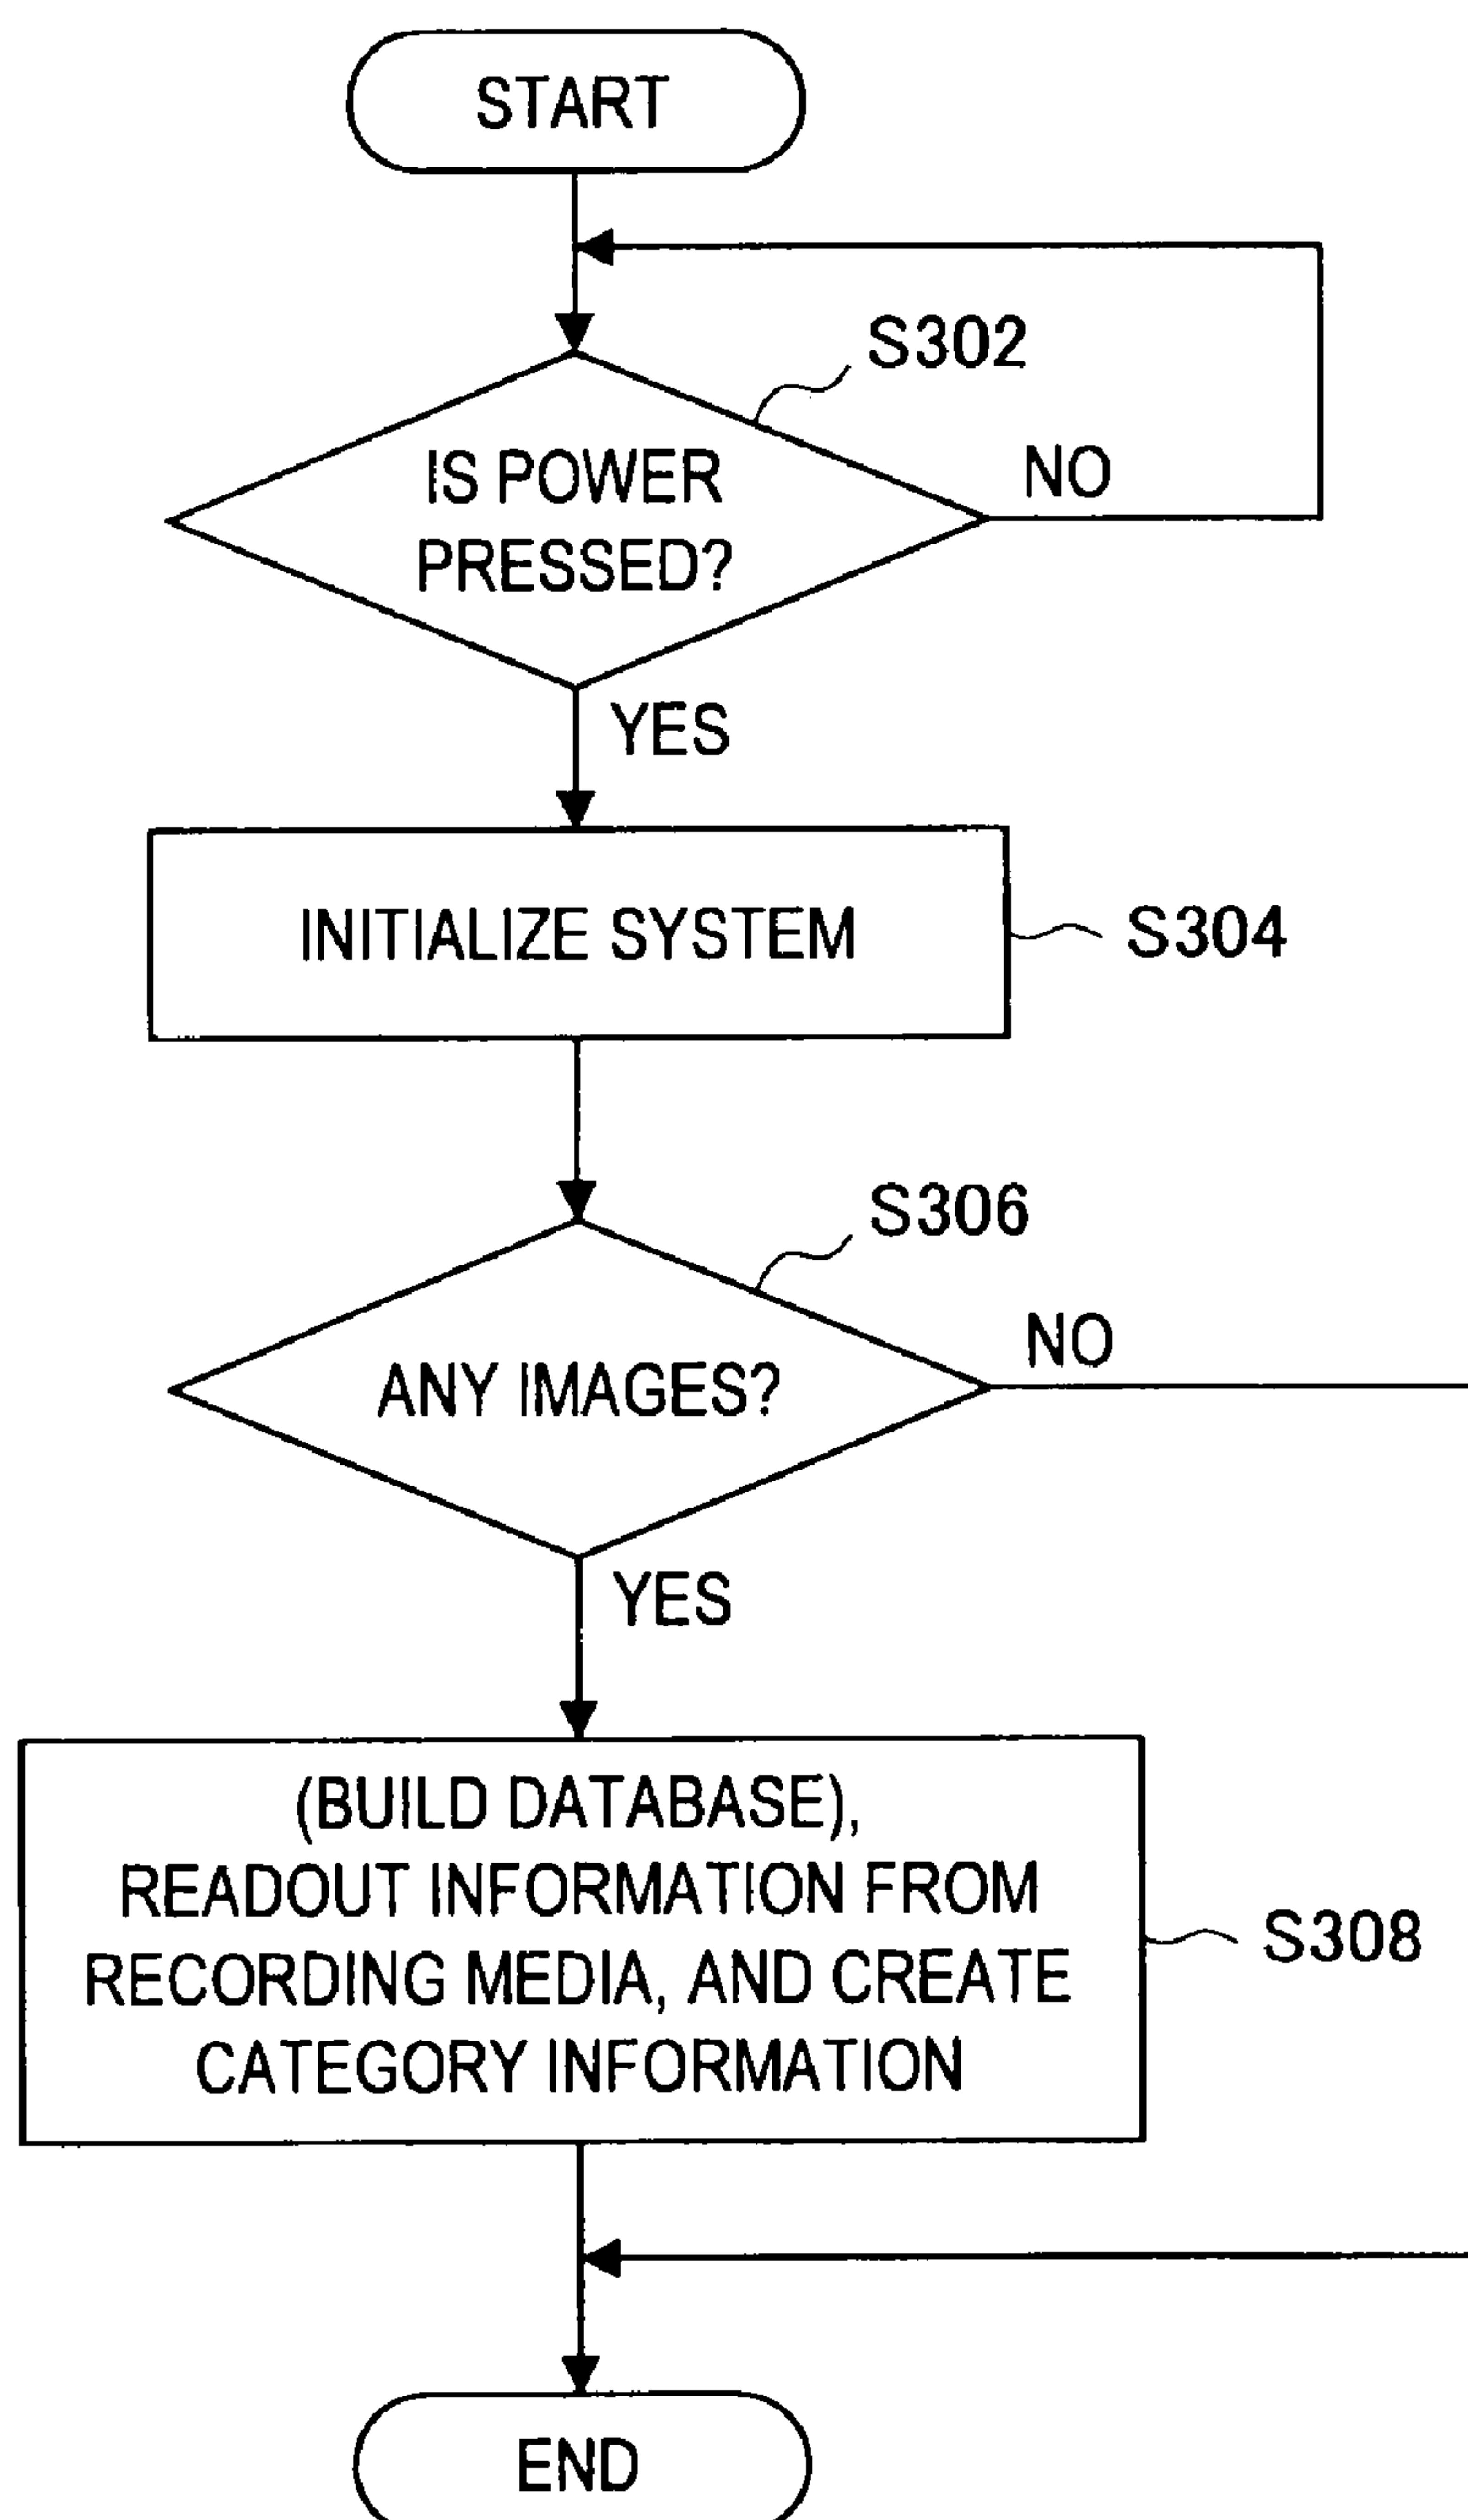 START
S302
IS POWER
PRESSED?
NO
YES
INITIALIZE SYSTEM
S304
S306
ANY IMAGES?
NO
YES
(BUILD DATABASE),
READOUT INFORMATION FROM
RECORDING MEDIA, AND CREATE
CATEGORY INFORMATION
S308
END